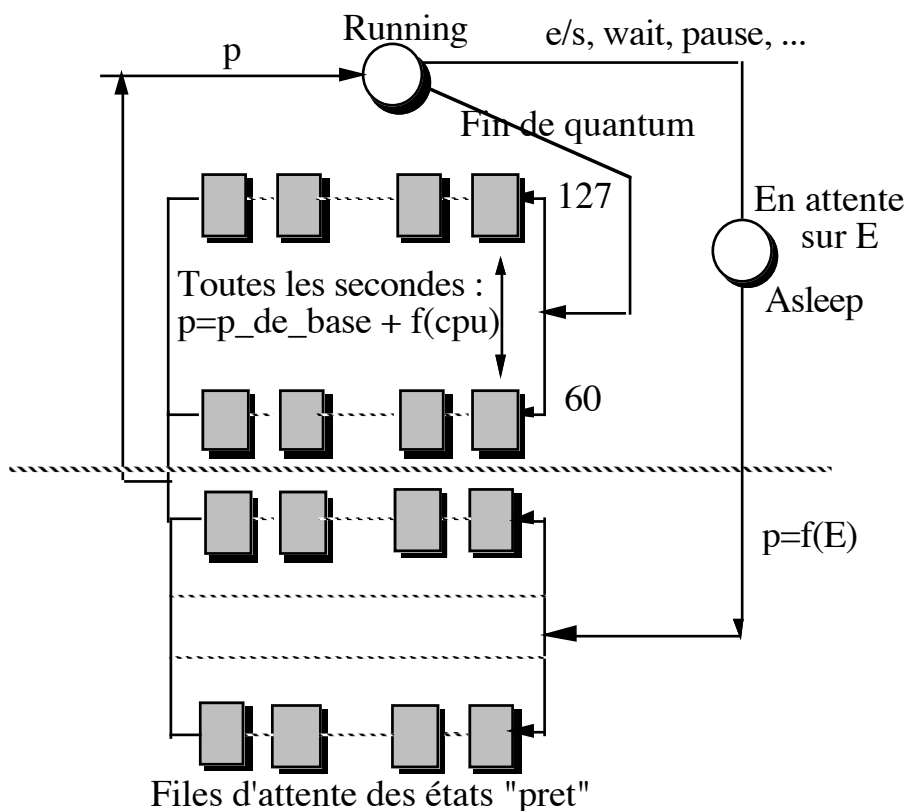 Running
e/s, wait, pause, ...
p
Fin de quantum
127
En attente
sur E
Asleep
Toutes les secondes :
p=p_de_base + f(cpu)
60
p=f(E)
Files d'attente des états "pret"